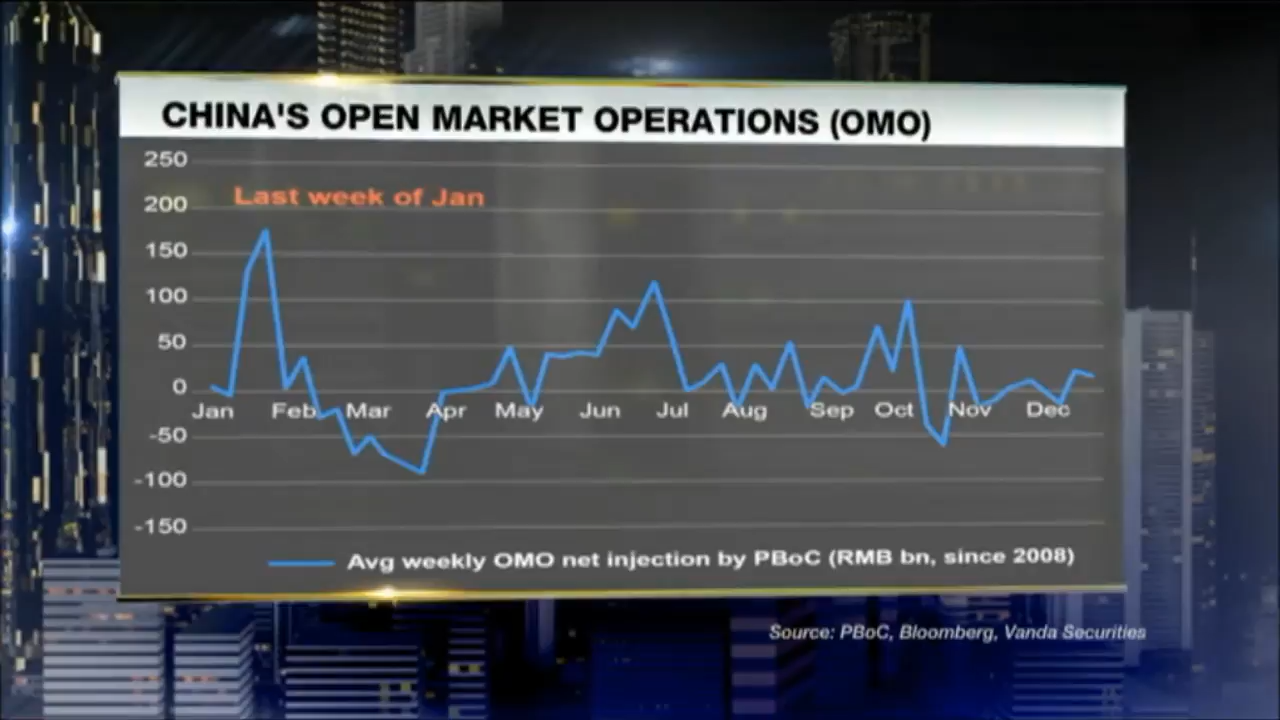 CHINA'S OPEN MARKET OPERATIONS (OMO)
250
Last week of Jan
200
150
100
50
0
Jan Feb Mar Apr May Jun Jul Aug Sep Oct Nov Dec
-50
-100
-150
Avg weekly OMO net injection by PBoC (RMB bn, since 2008)
Source: PBoC, Bloomberg, Vanda Securities